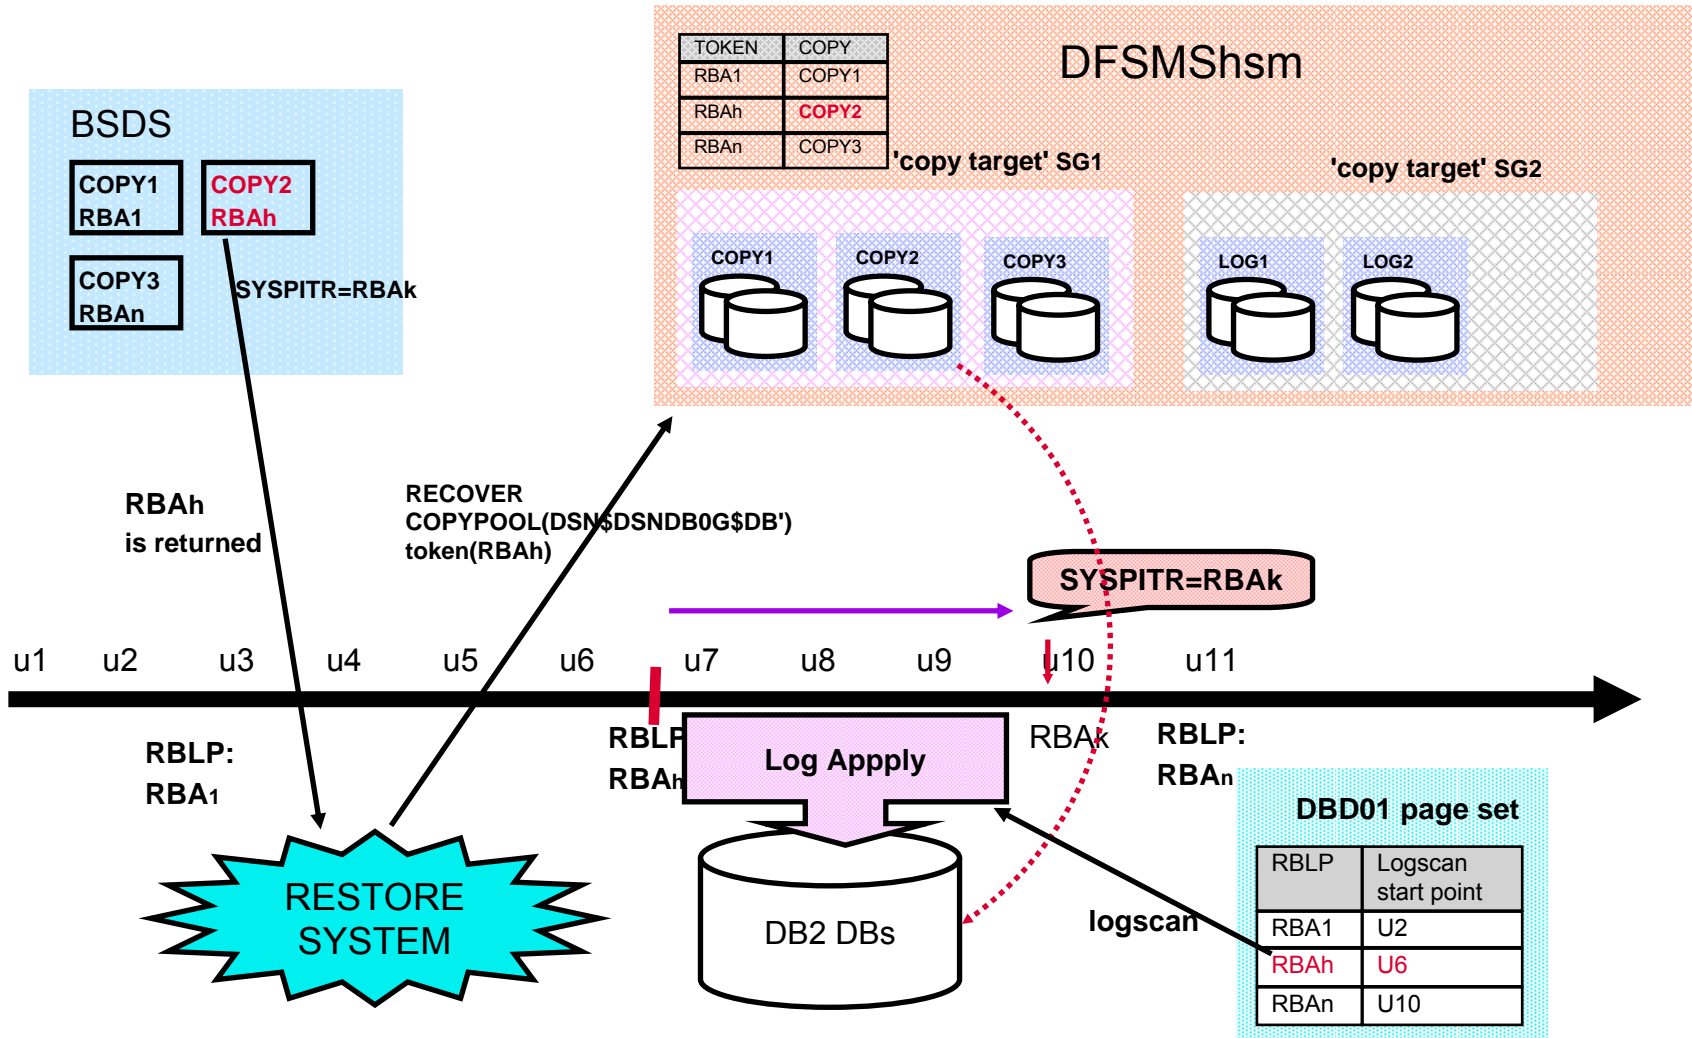 BSDS
COPY1
RBA1
COPY2
RBAh
COPY3
RBAn
SYSPITR=RBAk
TOKEN COPY
RBA1 COPY1
RBAh COPY2
RBAn COPY3
DFSMShsm
'copy target' SG1
'copy target' SG2
COPY1
COPY2
COPY3
LOG1
LOG2
RBAh
is returned
RECOVER
COPYPOOL(DSN$DSNDB0G$DB')
token(RBAh)
SYSPITR=RBAk
u1 u2 u3 u4 u5 u6 u7 u8 u9 u10 u11
RBLP:
RBA1
RBLP
RBAh
Log Appply
RBAk
RBLP:
RBAn
RESTORE
SYSTEM
DB2 DBs
logscan
DBD01 page set
RBLP Logscan
start point
RBA1 U2
RBAh U6
RBAn U10